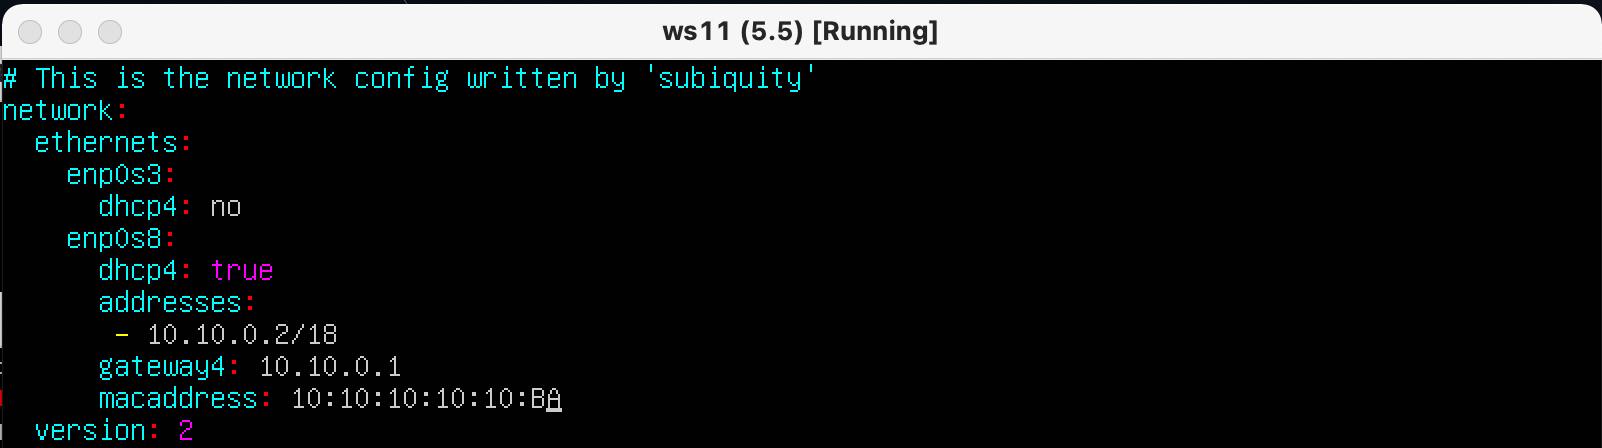 ws11 (5.5) [Running]
# This is the network config written by 'subiquity'
network:
  ethernets:
    enp0s3:
      dhcp4: no
    enp0s8:
      dhcp4: true
      addresses:
       - 10.10.0.2/18
      gateway4: 10.10.0.1
      macaddress: 10:10:10:10:10:BA
  version: 2